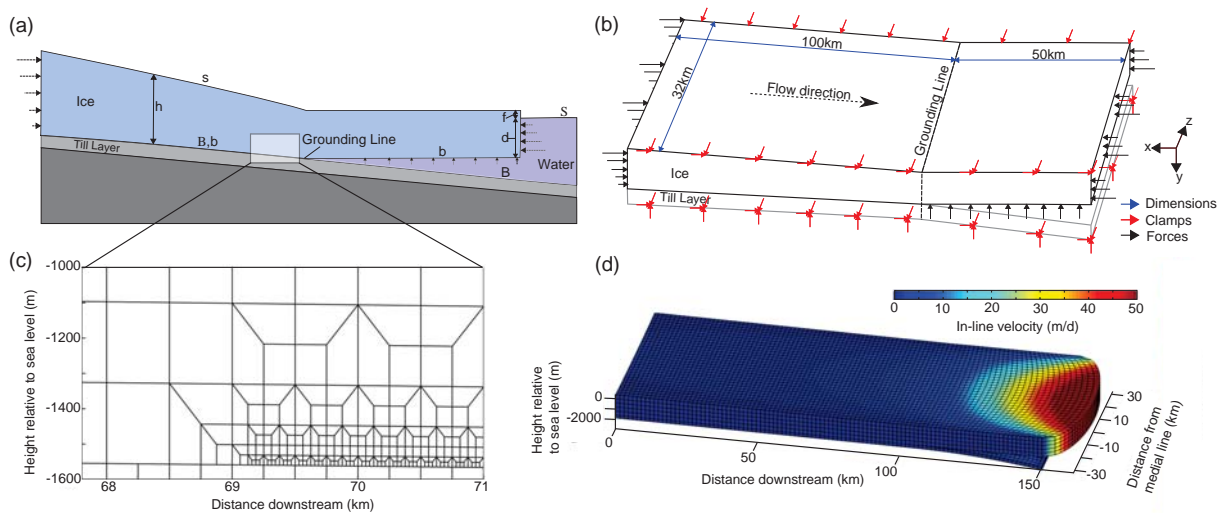 (a)
s
Ice
h
f
S
d
Grounding Line
B,b
b
Till Layer
Water
B
(b)
100km
50km
32km
Flow direction
Grounding Line
z
x
y
Ice
Till Layer
Dimensions
Clamps
Forces
(c)
Height relative to sea level (m)
-1000
-1200
-1400
-1600
68
69
70
71
Distance downstream (km)
(d)
0 10 20 30 40 50
In-line velocity (m/d)
Height relative
to sea level (m)
0
-2000
0
50
100
150
Distance downstream (km)
30
10
-10
-30
Distance from
medial line (km)